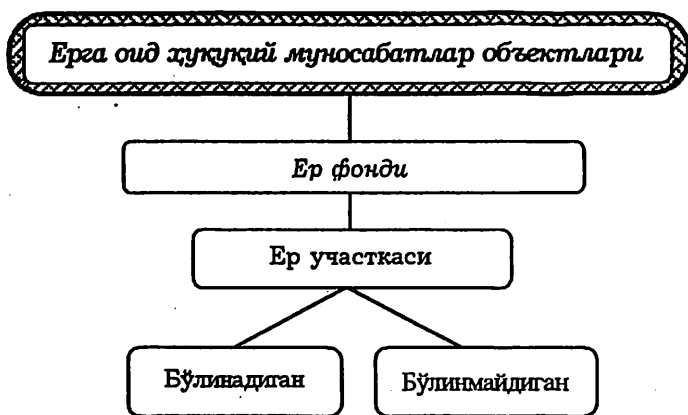 Ерга оид ҳуқуқий муносабатлар объектлари
Ер фонди
Ер участкаси
Бўлинадиган
Бўлинмайдиган